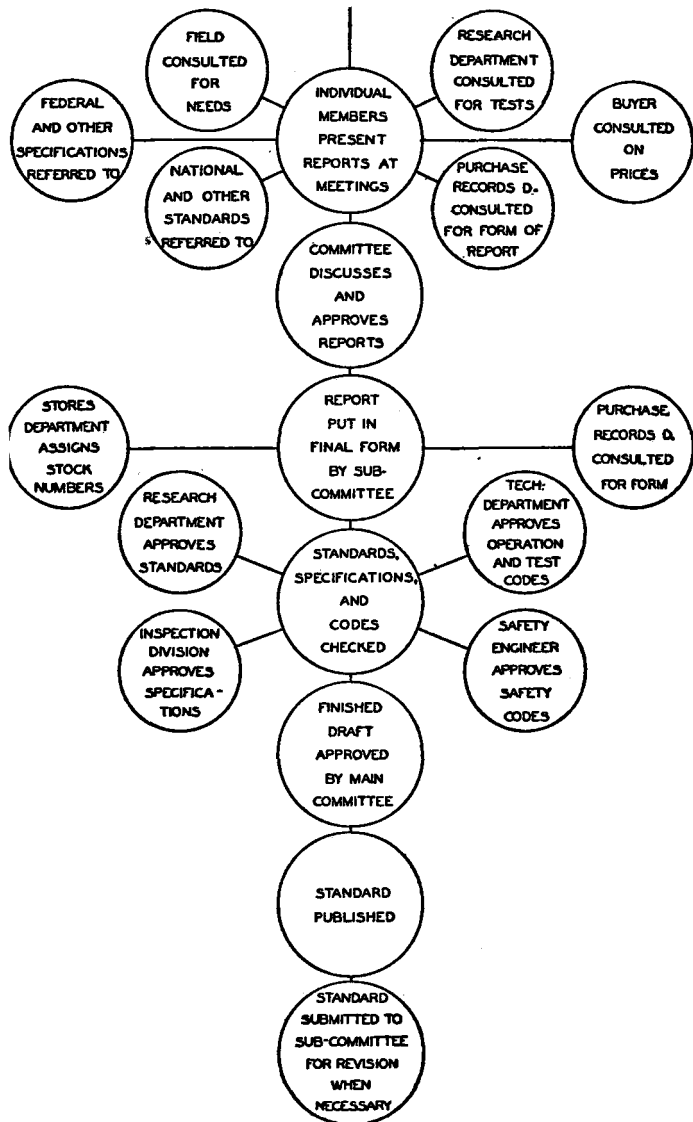 FIELD
CONSULTED
FOR
NEEDS
RESEARCH
DEPARTMENT
CONSULTED
FOR TESTS
FEDERAL
AND OTHER
SPECIFICATIONS
REFERRED TO
INDIVIDUAL
MEMBERS
PRESENT
REPORTS AT
MEETINGS
BUYER
CONSULTED
ON
PRICES
NATIONAL
AND OTHER
STANDARDS
REFERRED TO
PURCHASE
RECORDS D.
CONSULTED
FOR FORM OF
REPORT
COMMITTEE
DISCUSSES
AND
APPROVES
REPORTS
STORES
DEPARTMENT
ASSIGNS
STOCK
NUMBERS
REPORT
PUT IN
FINAL FORM
BY SUB-
COMMITTEE
PURCHASE
RECORDS D.
CONSULTED
FOR FORM
RESEARCH
DEPARTMENT
APPROVES
STANDARDS
TECH.
DEPARTMENT
APPROVES
OPERATION
AND TEST
CODES
STANDARDS,
SPECIFICATIONS,
AND
CODES
CHECKED
INSPECTION
DIVISION
APPROVES
SPECIFICA-
TIONS
SAFETY
ENGINEER
APPROVES
SAFETY
CODES
FINISHED
DRAFT
APPROVED
BY MAIN
COMMITTEE
STANDARD
PUBLISHED
STANDARD
SUBMITTED TO
SUB-COMMITTEE
FOR REVISION
WHEN
NECESSARY